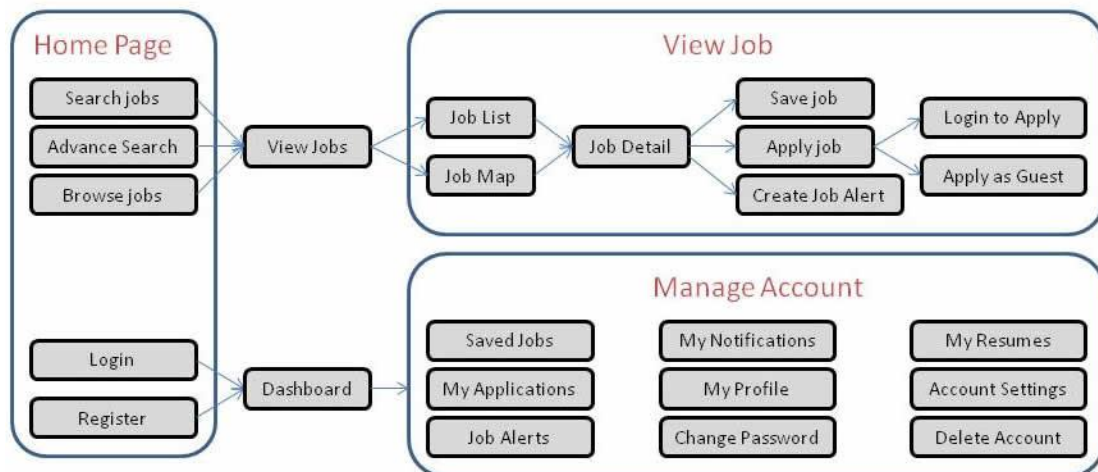 Home Page
Search jobs
Advance Search
Browse jobs
Login
Register
View Jobs
Dashboard
View Job
Job List
Job Map
Job Detail
Save job
Apply job
Create Job Alert
Login to Apply
Apply as Guest
Manage Account
Saved Jobs
My Notifications
My Resumes
My Applications
My Profile
Account Settings
Job Alerts
Change Password
Delete Account